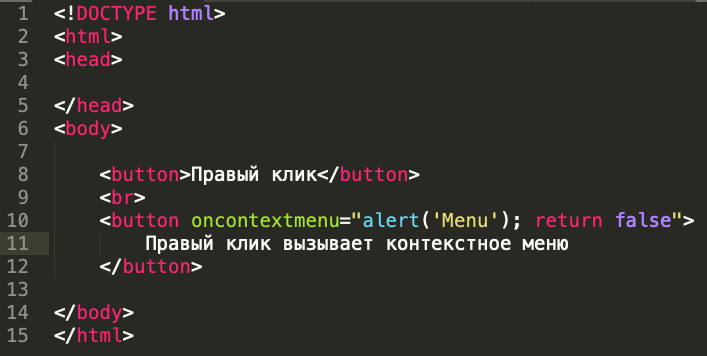 1 <!DOCTYPE html>
2 <html>
3 <head>
4
5 </head>
6 <body>
7
8 <button>Правый клик</button>
9 <br>
10 <button oncontextmenu="alert('Menu'); return false">
11 Правый клик вызывает контекстное меню
12 </button>
13
14 </body>
15 </html>